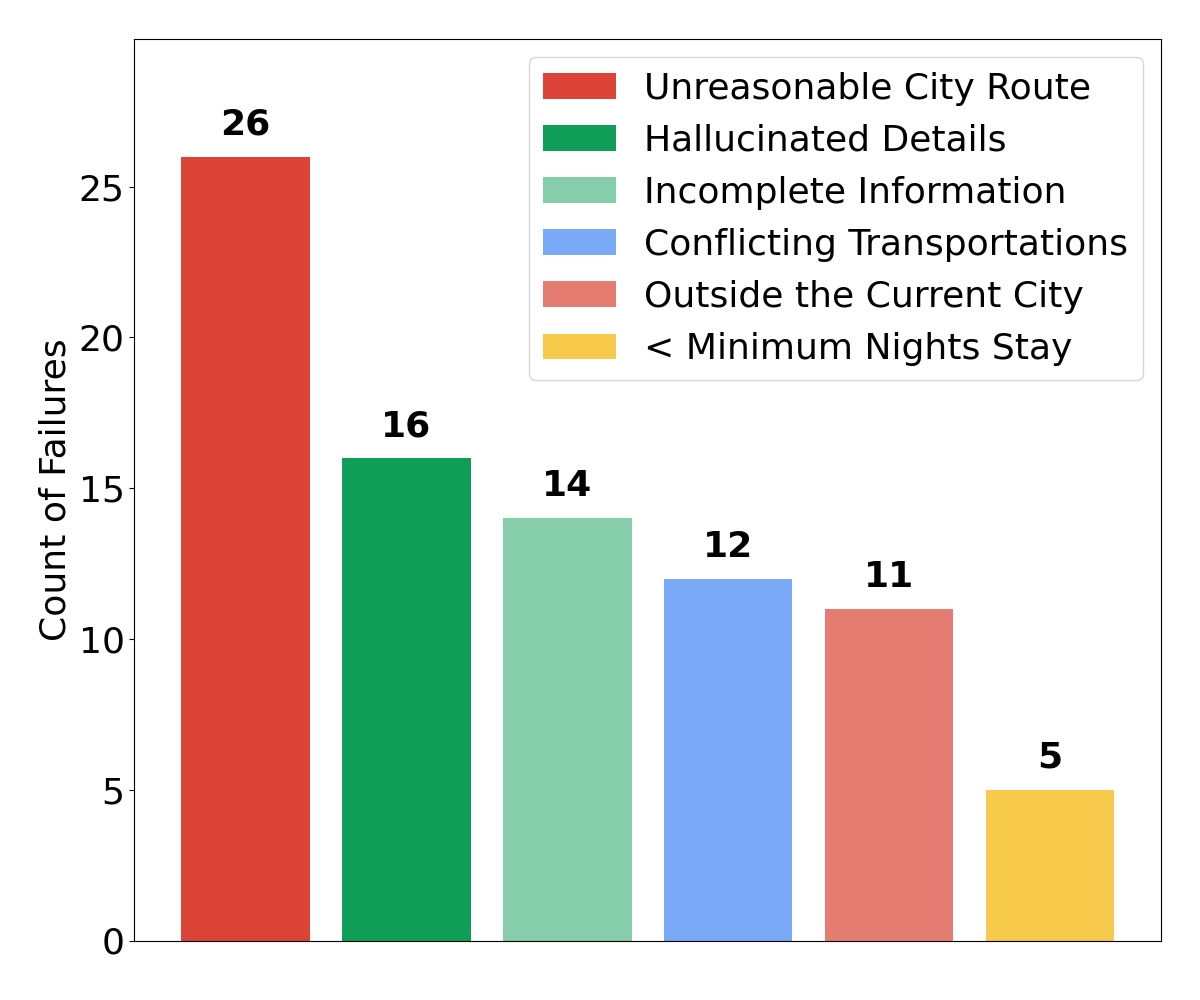 26
Unreasonable City Route
Hallucinated Details
Incomplete Information
Conflicting Transportations
Outside the Current City
< Minimum Nights Stay
25
20
16
15
14
12
11
10
5
5
0
Count of Failures